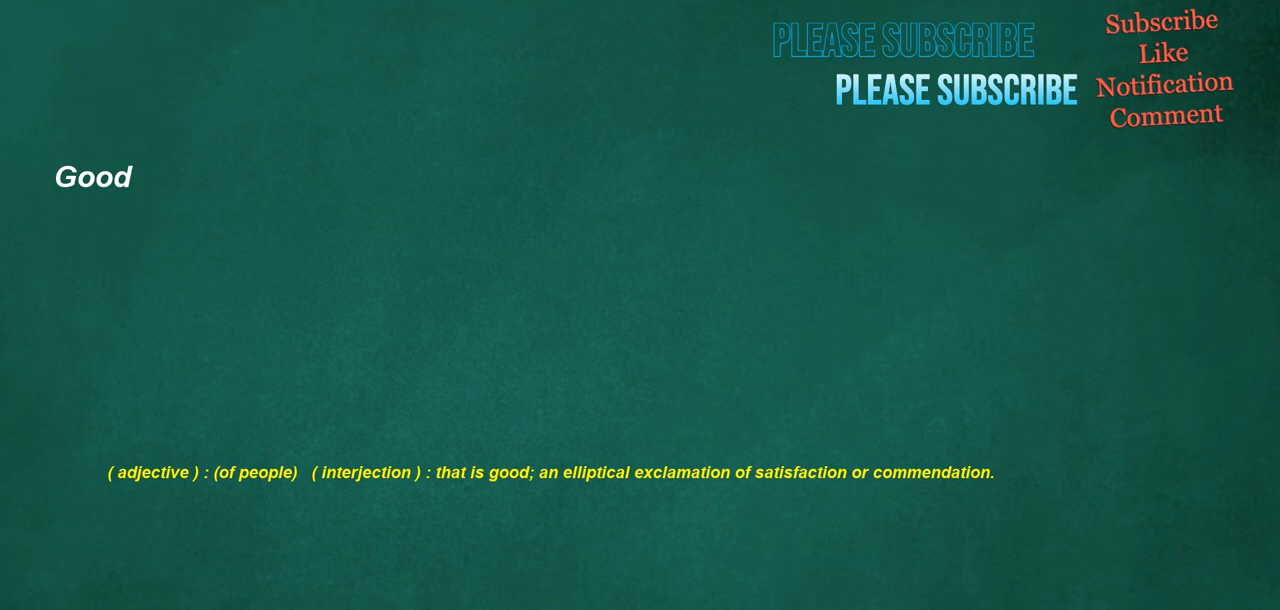 PLEASE SUBSCRIBE
PLEASE SUBSCRIBE
Subscribe
Like
Notification
Comment
Good
( adjective ) : (of people)   ( interjection ) : that is good; an elliptical exclamation of satisfaction or commendation.